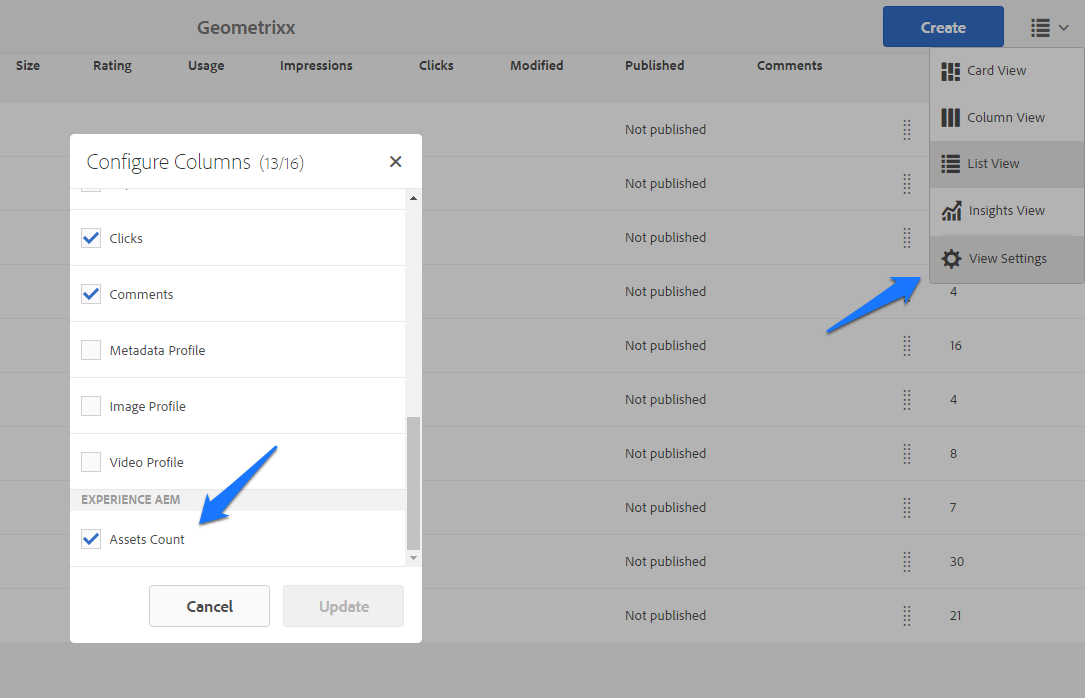 Geometrixx
Create
Size Rating Usage Impressions Clicks Modified Published Comments
Card View
Column View
List View
Insights View
View Settings
Configure Columns (13/16)
Clicks
Comments
Metadata Profile
Image Profile
Video Profile
EXPERIENCE AEM
Assets Count
Cancel Update
Not published
Not published
Not published
Not published 4
Not published 16
Not published 4
Not published 8
Not published 7
Not published 30
Not published 21